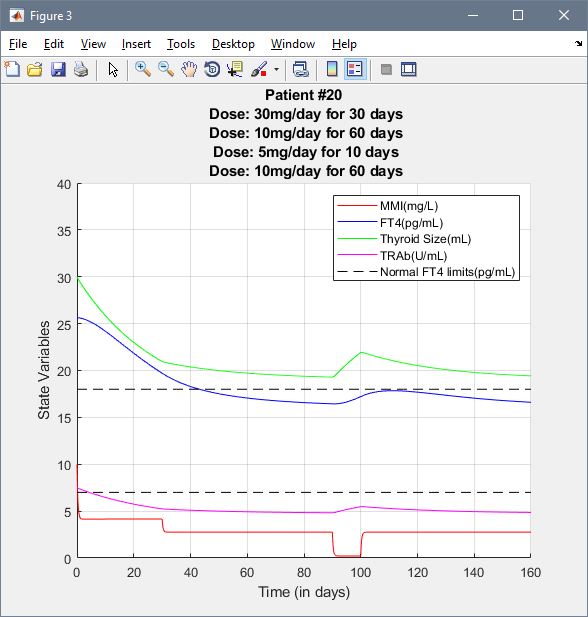 Figure 3
File Edit View Insert Tools Desktop Window Help
Patient #20
Dose: 30mg/day for 30 days
Dose: 10mg/day for 60 days
Dose: 5mg/day for 10 days
Dose: 10mg/day for 60 days
40
35
30
25
20
15
10
5
0
State Variables
MMI(mg/L)
FT4(pg/mL)
Thyroid Size(mL)
TRAb(U/mL)
Normal FT4 limits(pg/mL)
0 20 40 60 80 100 120 140 160
Time (in days)